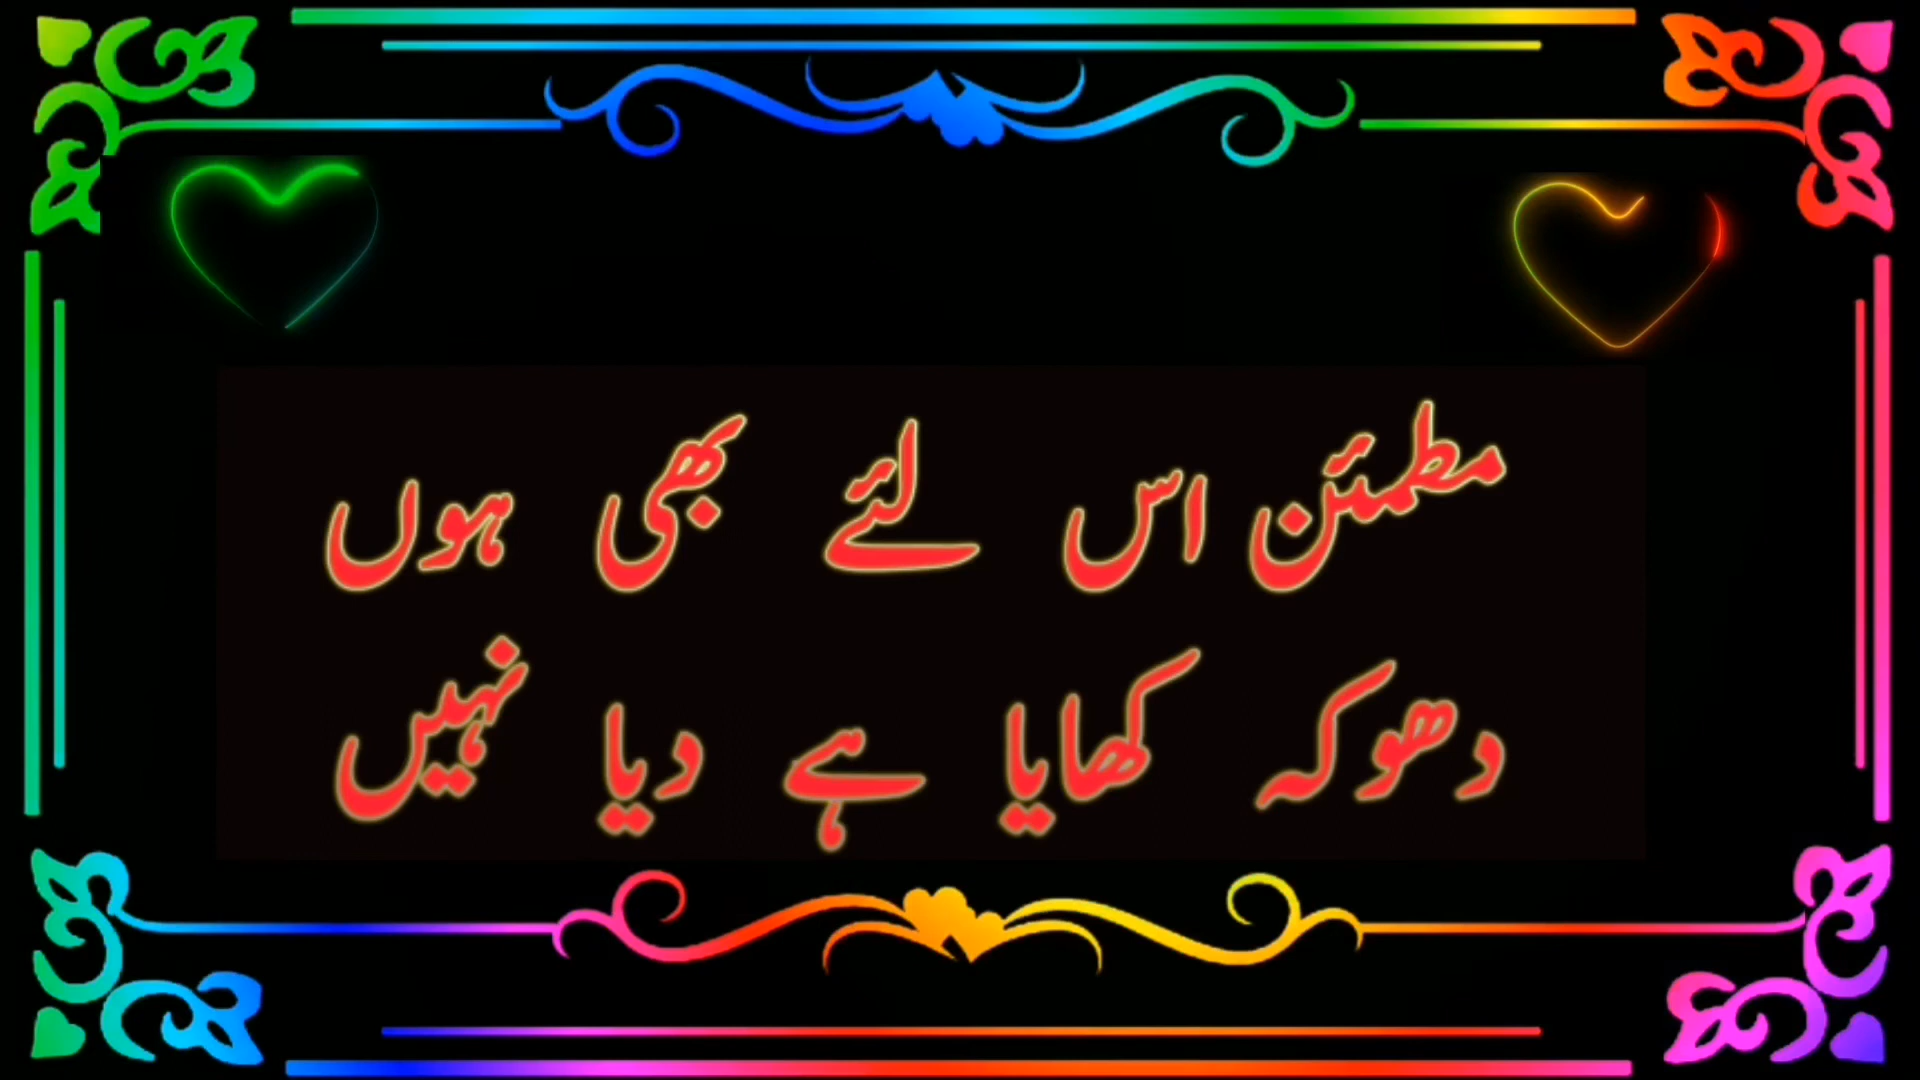 مطمئن اس لئے بھی ہوں
دھوکہ کھایا ہے دیا نہیں